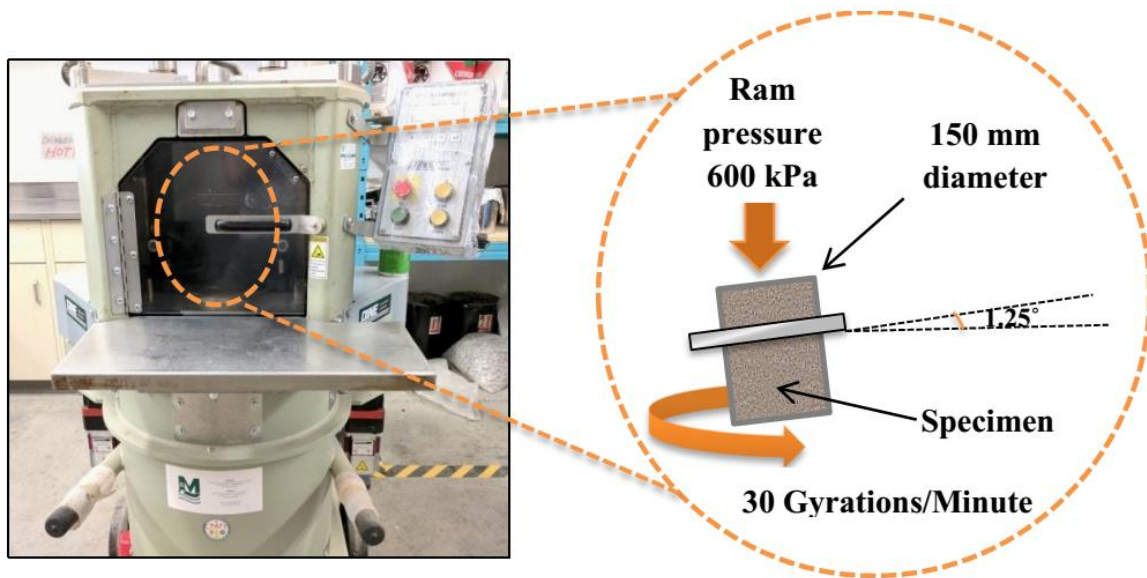 Ram
pressure
600 kPa
150 mm
diameter
1.25°
Specimen
30 Gyrations/Minute
HOT